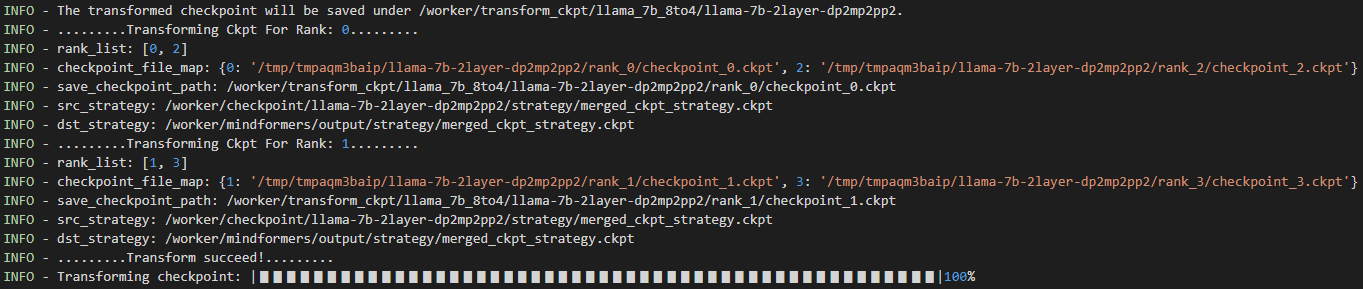 INFO - The transformed checkpoint will be saved under /worker/transform_ckpt/llama_7b_8to4/llama-7b-2layer-dp2mp2pp2.
INFO - .........Transforming Ckpt For Rank: 0.........
INFO - rank_list: [0, 2]
INFO - checkpoint_file_map: {0: '/tmp/tmpaqm3baip/llama-7b-2layer-dp2mp2pp2/rank_0/checkpoint_0.ckpt', 2: '/tmp/tmpaqm3baip/llama-7b-2layer-dp2mp2pp2/rank_2/checkpoint_2.ckpt'}
INFO - save_checkpoint_path: /worker/transform_ckpt/llama_7b_8to4/llama-7b-2layer-dp2mp2pp2/rank_0/checkpoint_0.ckpt
INFO - src_strategy: /worker/checkpoint/llama-7b-2layer-dp2mp2pp2/strategy/merged_ckpt_strategy.ckpt
INFO - dst_strategy: /worker/mindformers/output/strategy/merged_ckpt_strategy.ckpt
INFO - .........Transforming Ckpt For Rank: 1.........
INFO - rank_list: [1, 3]
INFO - checkpoint_file_map: {1: '/tmp/tmpaqm3baip/llama-7b-2layer-dp2mp2pp2/rank_1/checkpoint_1.ckpt', 3: '/tmp/tmpaqm3baip/llama-7b-2layer-dp2mp2pp2/rank_3/checkpoint_3.ckpt'}
INFO - save_checkpoint_path: /worker/transform_ckpt/llama_7b_8to4/llama-7b-2layer-dp2mp2pp2/rank_1/checkpoint_1.ckpt
INFO - src_strategy: /worker/checkpoint/llama-7b-2layer-dp2mp2pp2/strategy/merged_ckpt_strategy.ckpt
INFO - dst_strategy: /worker/mindformers/output/strategy/merged_ckpt_strategy.ckpt
INFO - .........Transform succeed!.........
INFO - Transforming checkpoint: |██████████████████████████████████████████████████|100%